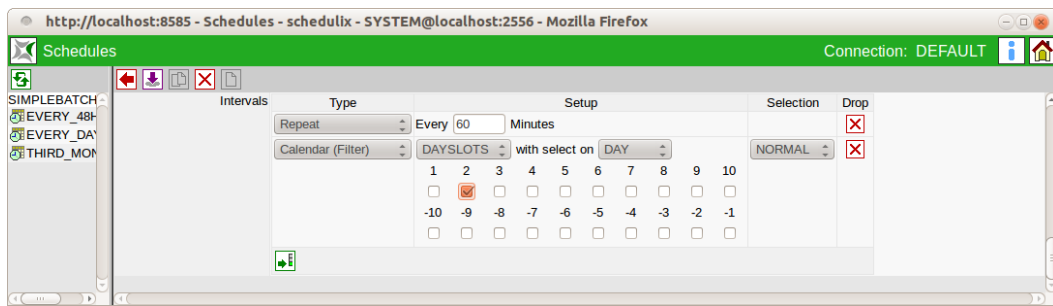 http://localhost:8585 - Schedules - schedulix - SYSTEM@localhost:2556 - Mozilla Firefox
Schedules Connection: DEFAULT
SIMPLEBATCH
EVERY_48H
EVERY_DAY
THIRD_MON
Intervals Type Setup Selection Drop
Repeat Every 60 Minutes
Calendar (Filter) DAYSLOTS with select on DAY NORMAL
1 2 3 4 5 6 7 8 9 10
-10 -9 -8 -7 -6 -5 -4 -3 -2 -1